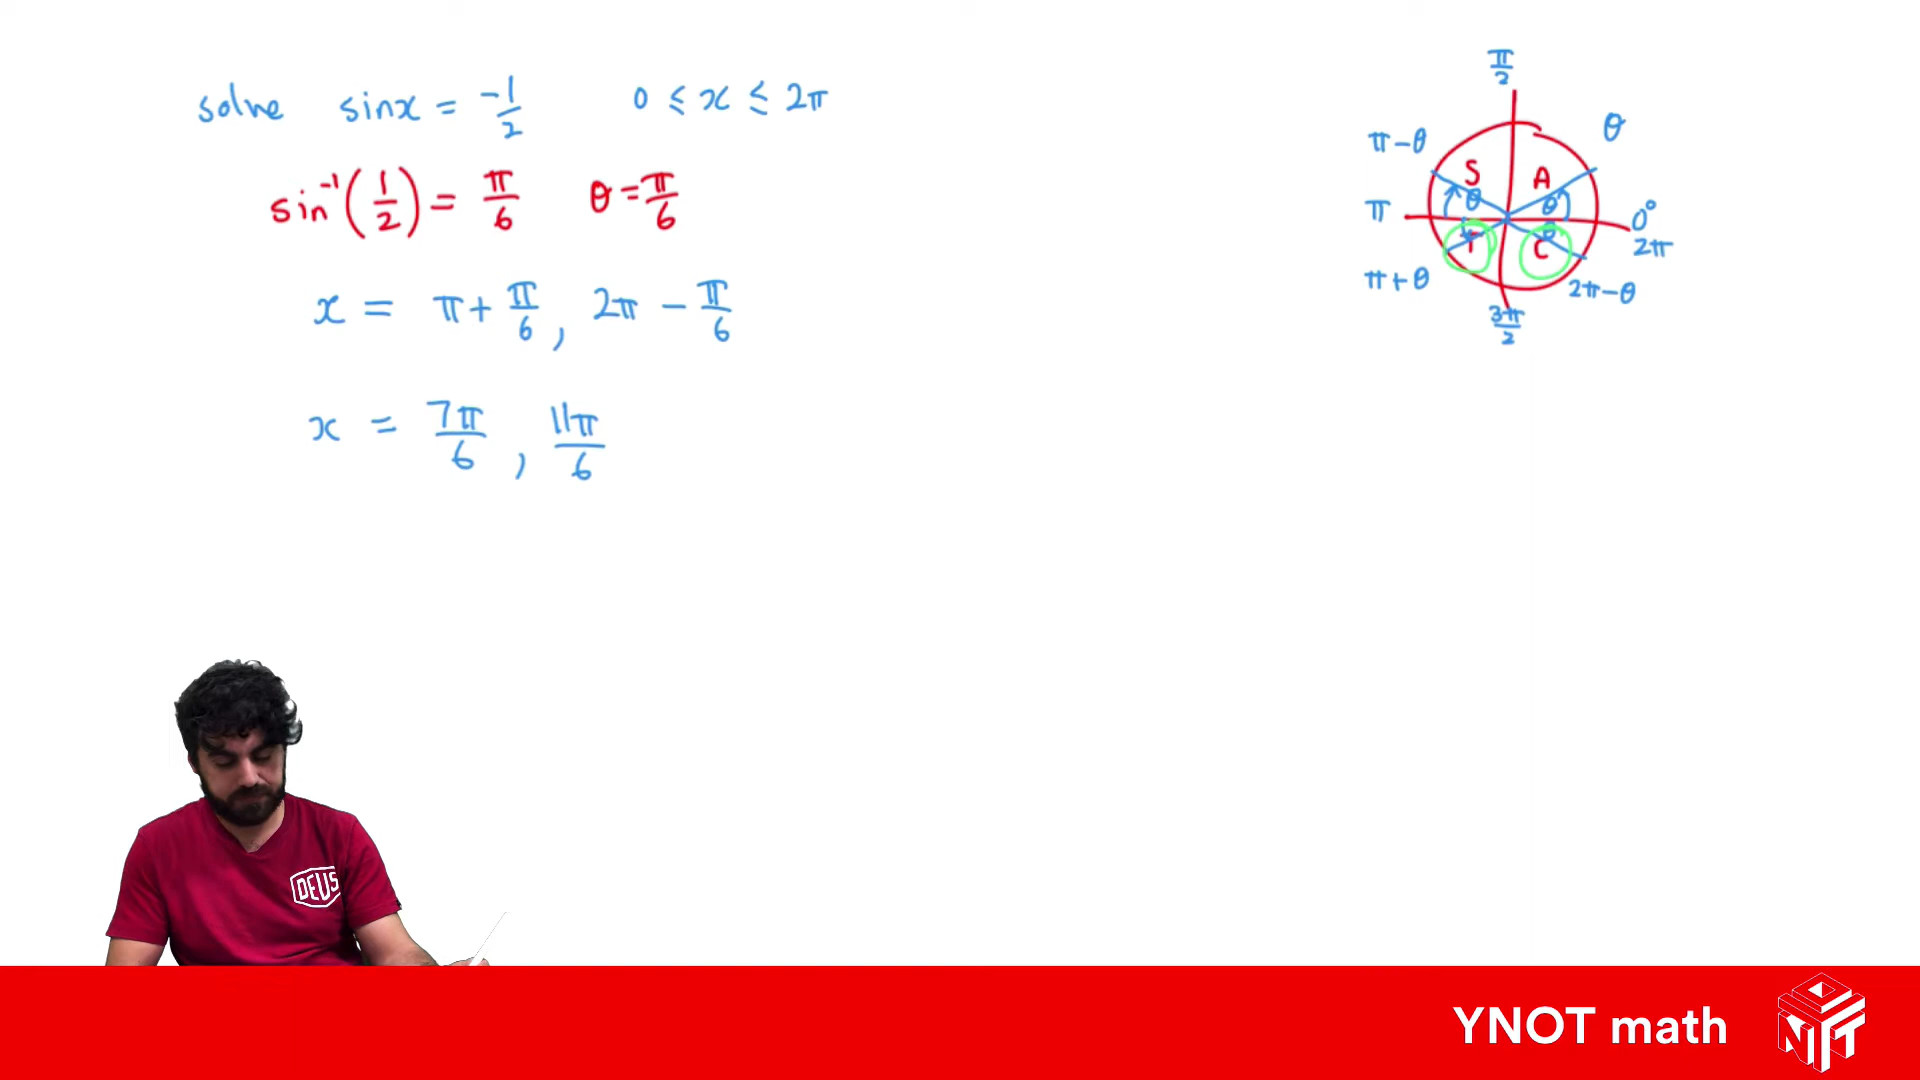 solve sinx = -1/2 0 ≤ x ≤ 2π
sin⁻¹(1/2) = π/6 θ = π/6
x = π + π/6 , 2π - π/6
x = 7π/6 , 11π/6
π/2
π-θ θ
S A
θ θ
π 0°
2π
θ
T C
π+θ 2π-θ
3π/2
DEUS
YNOT math
YNOT